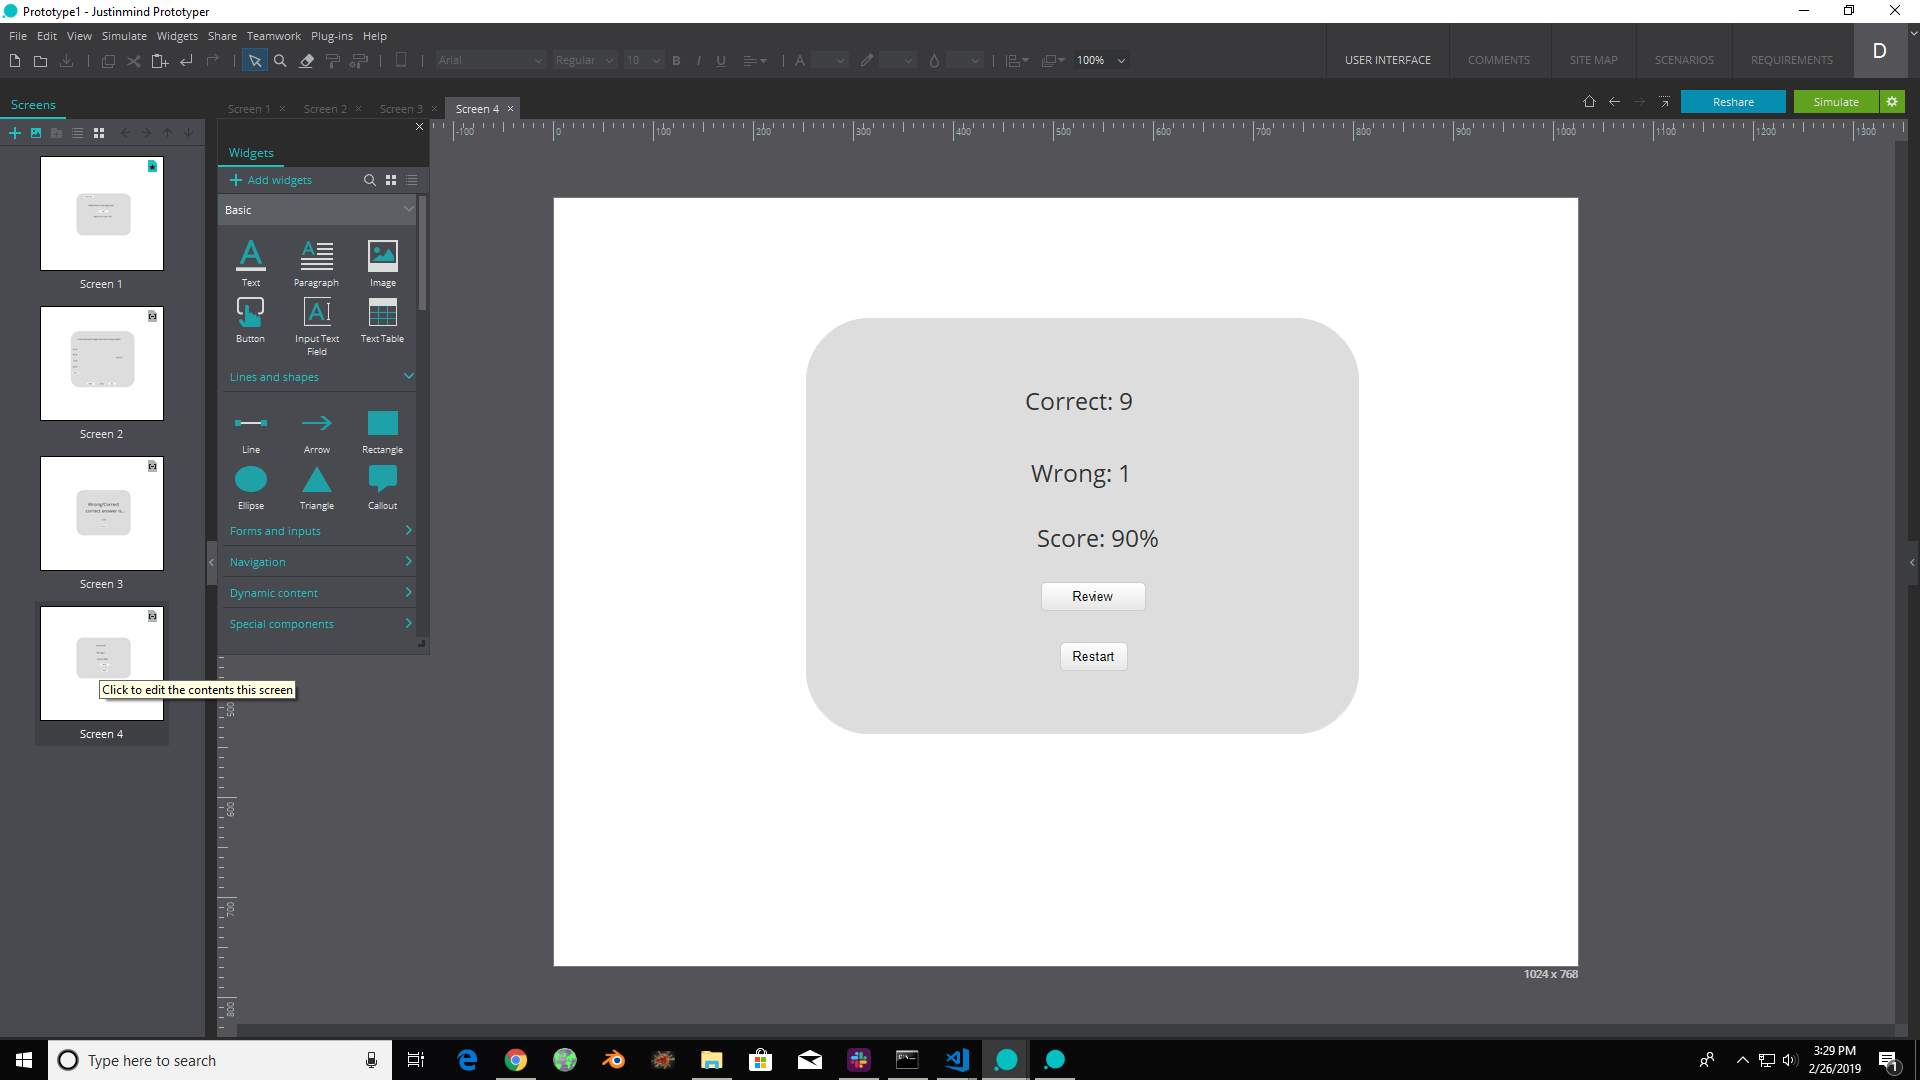 Prototype1 - Justinmind Prototyper
File Edit View Simulate Widgets Share Teamwork Plug-ins Help
Arial Regular 10 B I U A 100%
USER INTERFACE COMMENTS SITE MAP SCENARIOS REQUIREMENTS D
Screens
Screen 1 Screen 2 Screen 3 Screen 4
Reshare Simulate
-100 0 100 200 300 400 500 600 700 800 900 1000 1100 1200 1300
Widgets
Add widgets
Basic
Text Paragraph Image
Button Input Text Field Text Table
Lines and shapes
Line Arrow Rectangle
Ellipse Triangle Callout
Forms and inputs
Navigation
Dynamic content
Special components
Screen 1
Screen 2
Wrong/Correct
correct answer is...
Screen 3
Click to edit the contents this screen
Screen 4
500
600
700
800
Correct: 9
Wrong: 1
Score: 90%
Review
Restart
1024 x 768
Type here to search
3:29 PM
2/26/2019
1